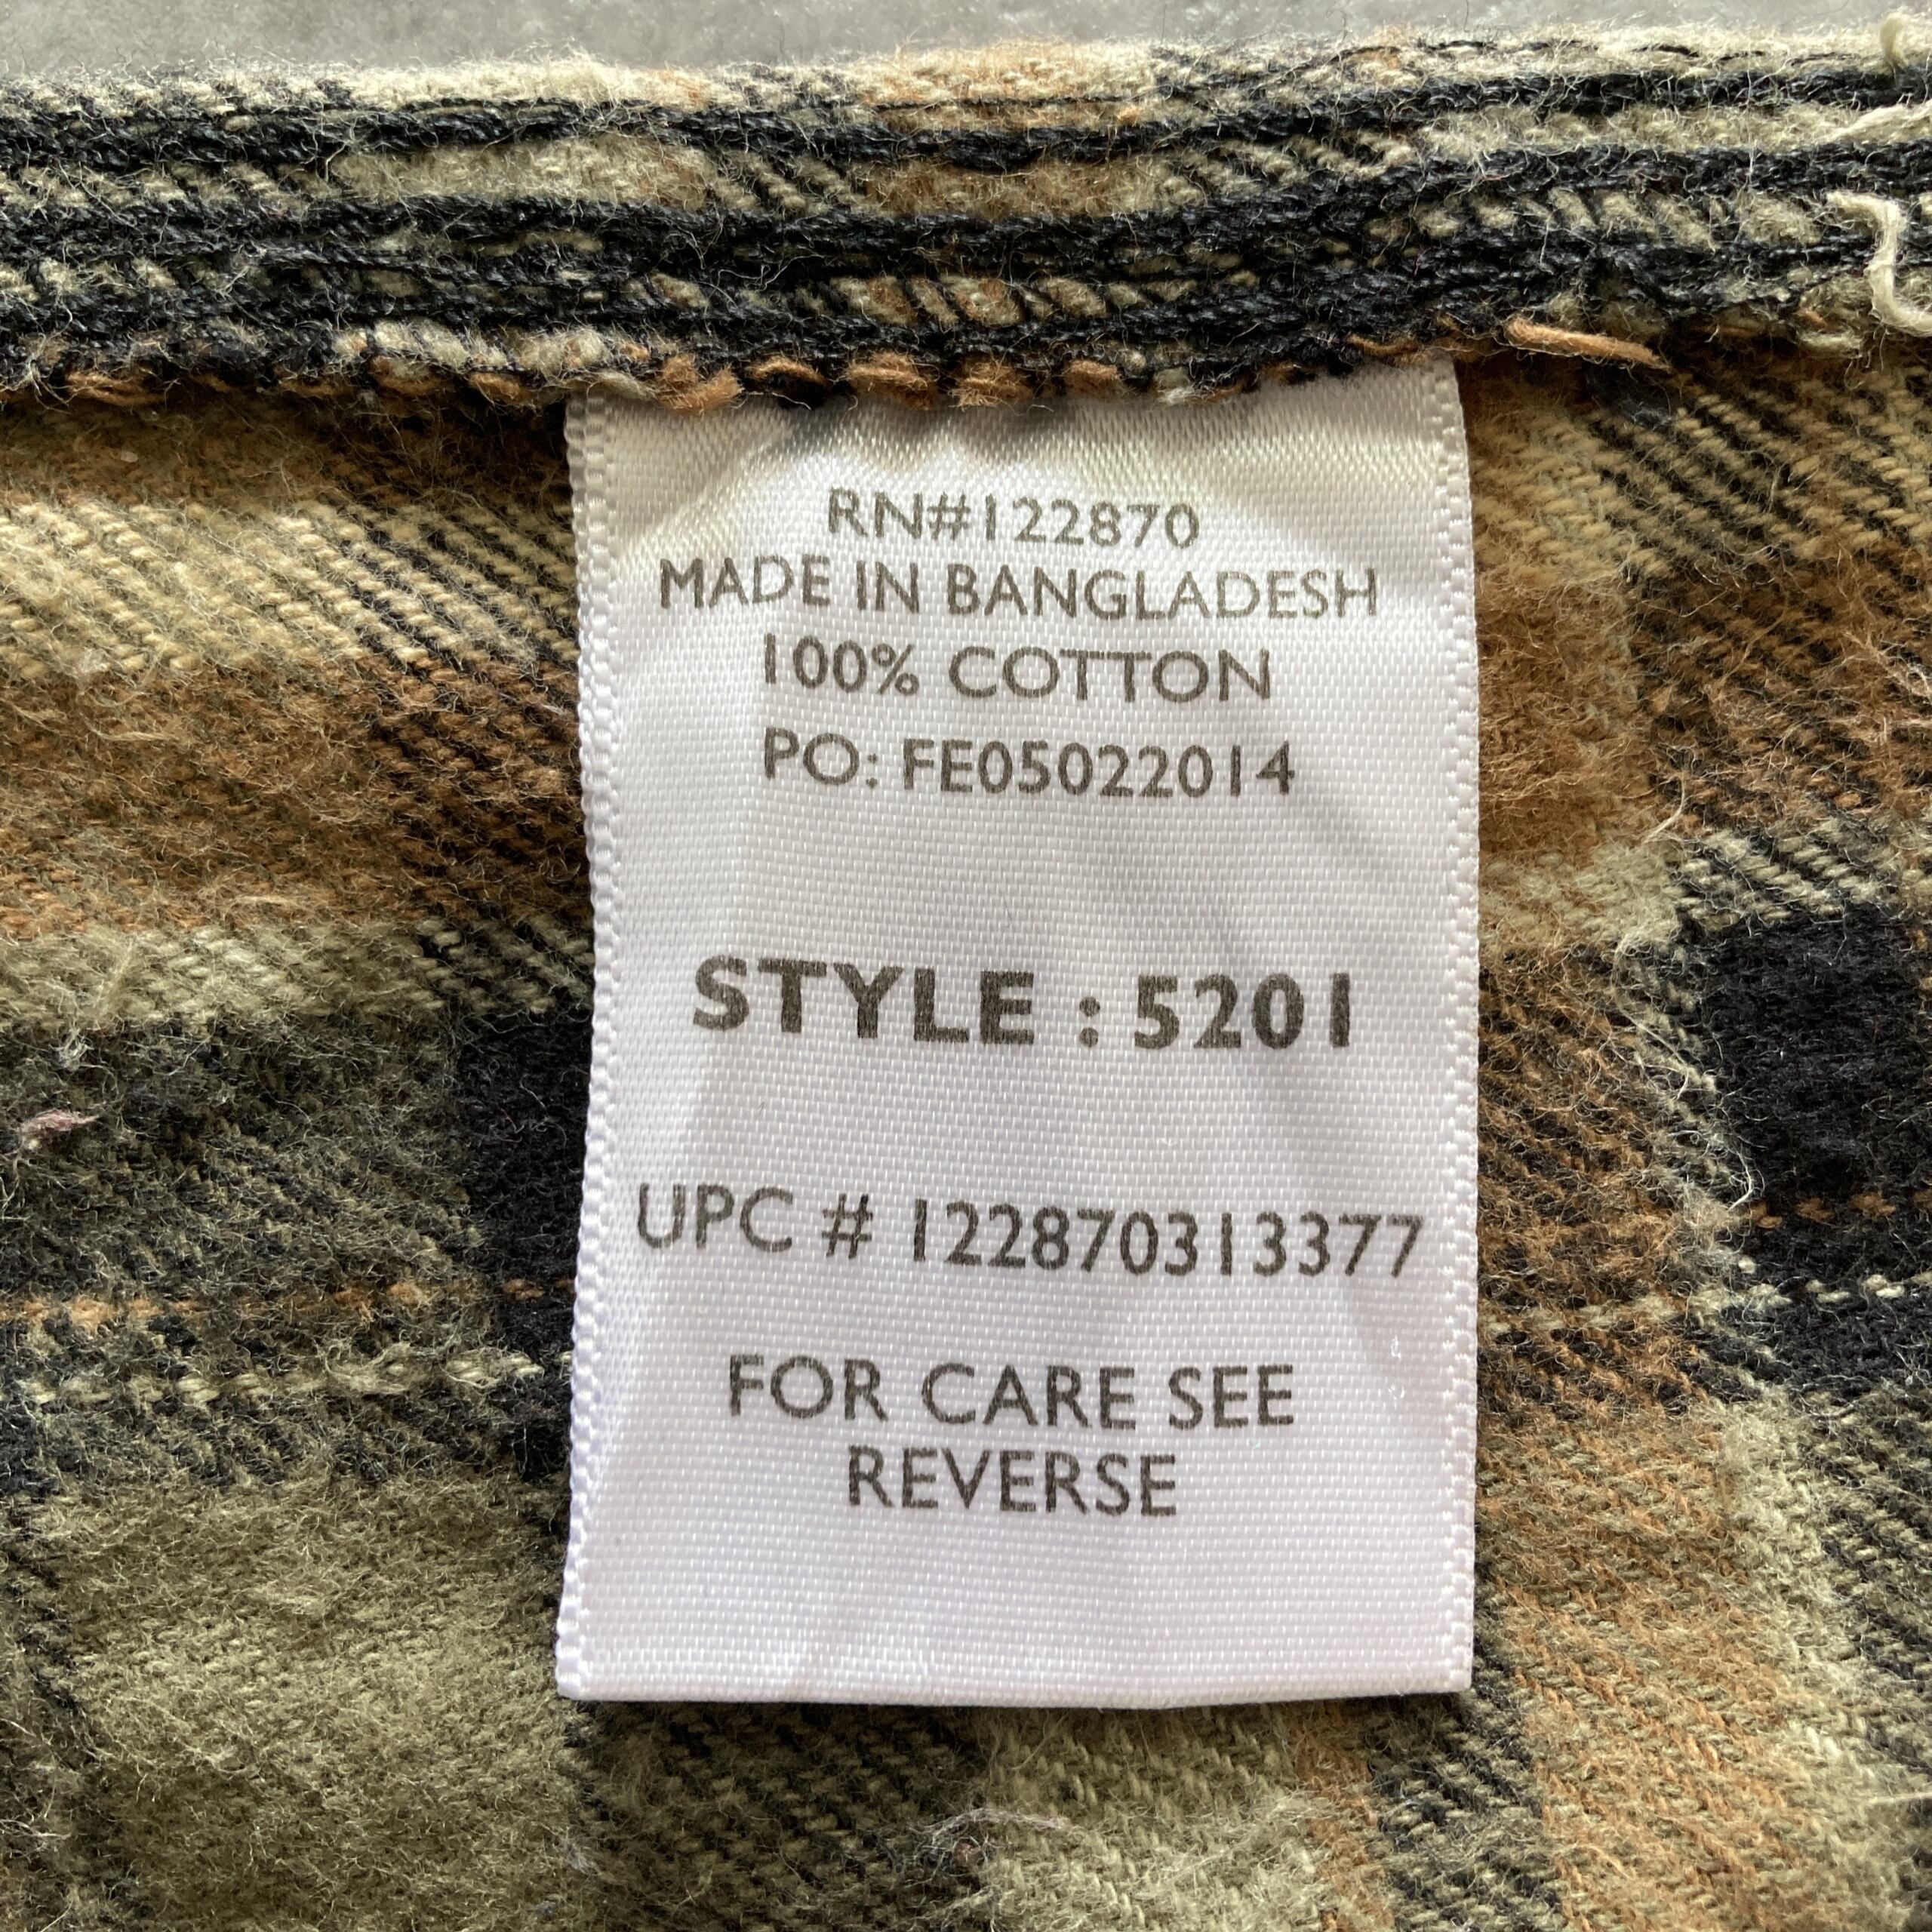 RN#122870
MADE IN BANGLADESH
100% COTTON
PO: FE05022014
STYLE : 5201
UPC # 122870313377
FOR CARE SEE
REVERSE